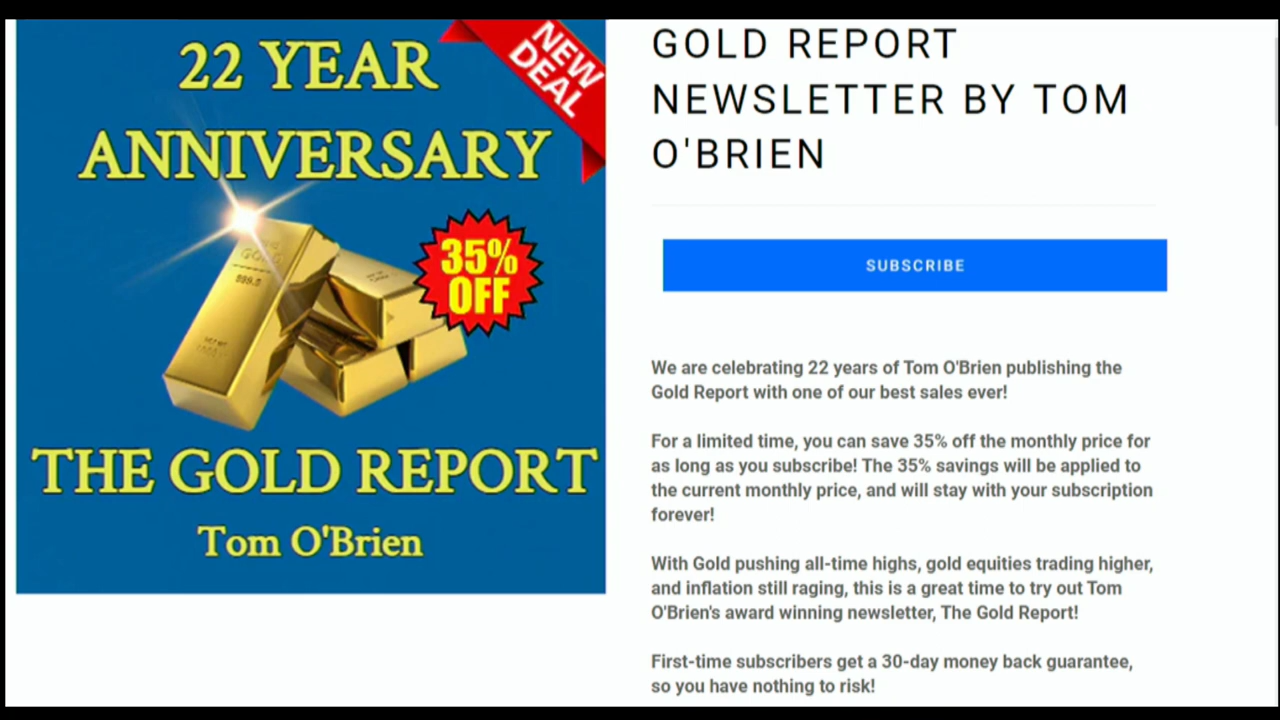 22 YEAR
ANNIVERSARY
NEW
DEAL
GOLD
999.9
35%
OFF
THE GOLD REPORT
Tom O'Brien
GOLD REPORT
NEWSLETTER BY TOM
O'BRIEN
SUBSCRIBE
We are celebrating 22 years of Tom O'Brien publishing the
Gold Report with one of our best sales ever!
For a limited time, you can save 35% off the monthly price for
as long as you subscribe! The 35% savings will be applied to
the current monthly price, and will stay with your subscription
forever!
With Gold pushing all-time highs, gold equities trading higher,
and inflation still raging, this is a great time to try out Tom
O'Brien's award winning newsletter, The Gold Report!
First-time subscribers get a 30-day money back guarantee,
so you have nothing to risk!